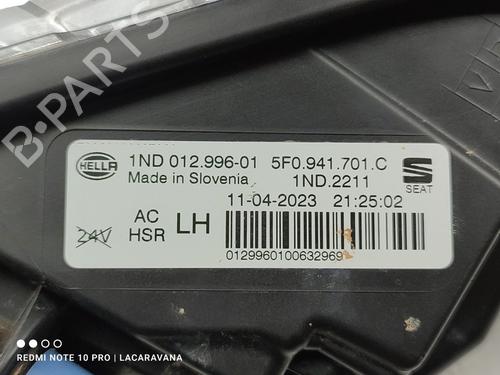 B-PARTS
HELLA
1ND 012.996-01 5F0.941.701.C
Made in Slovenia 1ND.2211
SEAT
11-04-2023 21:25:02
AC
24V HSR LH
0129960100632969
REDMI NOTE 10 PRO | LACARAVANA